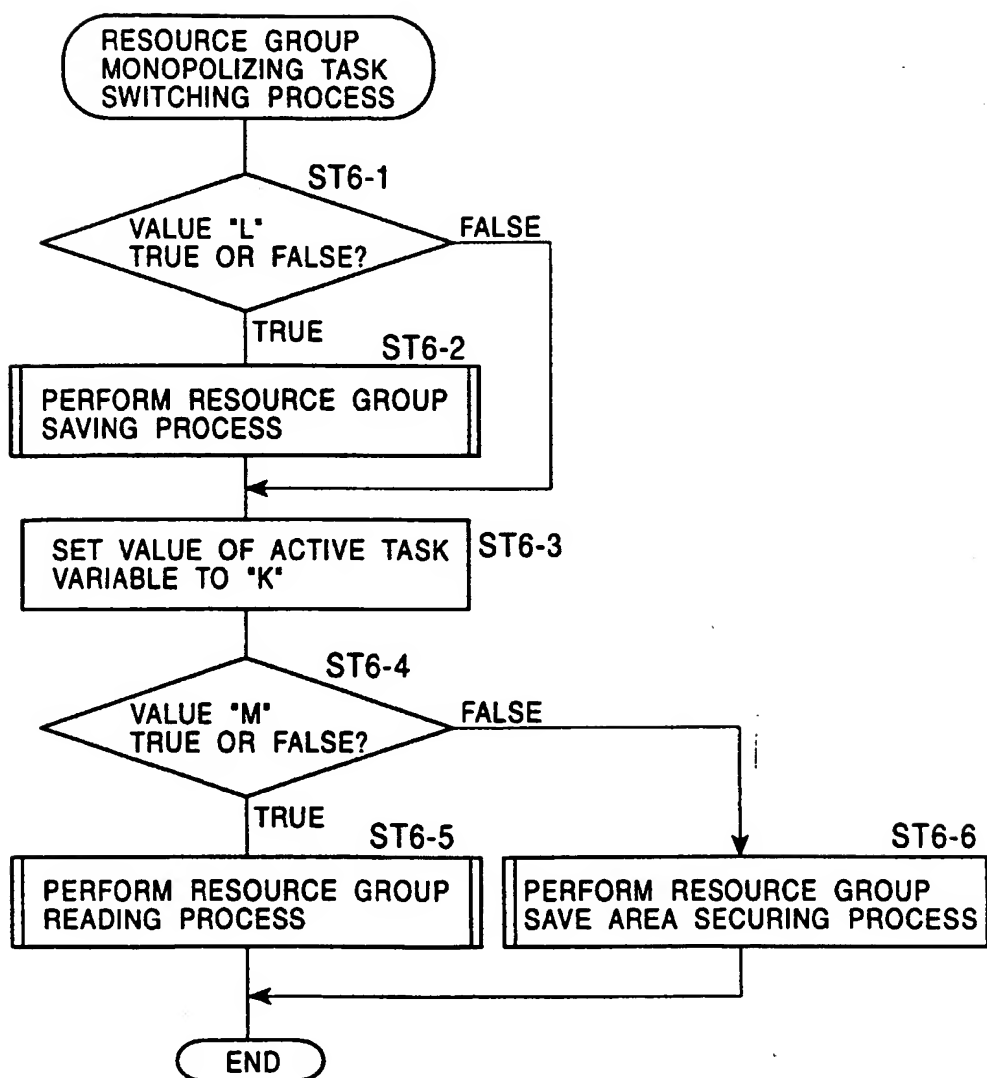 RESOURCE GROUP
MONOPOLIZING TASK
SWITCHING PROCESS
ST6-1
VALUE "L"
TRUE OR FALSE?
FALSE
TRUE
ST6-2
PERFORM RESOURCE GROUP
SAVING PROCESS
SET VALUE OF ACTIVE TASK
VARIABLE TO "K"
ST6-3
ST6-4
VALUE "M"
TRUE OR FALSE?
FALSE
TRUE
ST6-5
PERFORM RESOURCE GROUP
READING PROCESS
ST6-6
PERFORM RESOURCE GROUP
SAVE AREA SECURING PROCESS
END